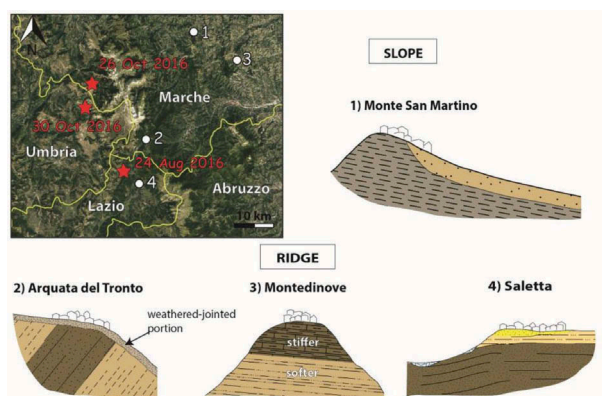 N
1
3
26 Oct 2016
Marche
30 Oct 2016
2
Umbria
24 Aug 2016
4
Abruzzo
Lazio
10 km
SLOPE
1) Monte San Martino
RIDGE
2) Arquata del Tronto
weathered-jointed
portion
3) Montedinove
stiffer
softer
4) Saletta